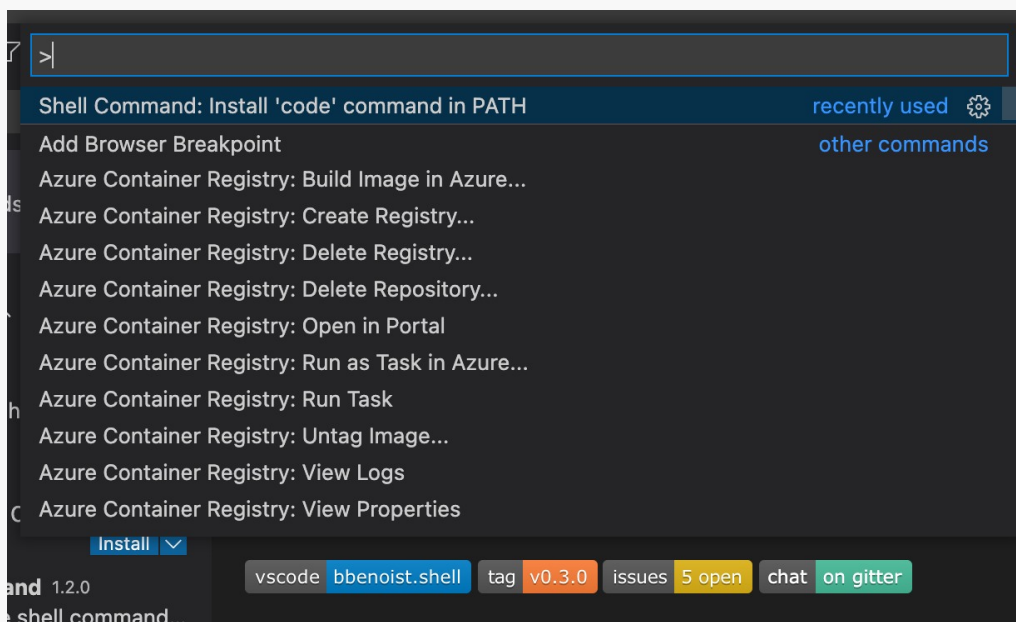 >
Shell Command: Install 'code' command in PATH recently used
Add Browser Breakpoint other commands
Azure Container Registry: Build Image in Azure...
Azure Container Registry: Create Registry...
Azure Container Registry: Delete Registry...
Azure Container Registry: Delete Repository...
Azure Container Registry: Open in Portal
Azure Container Registry: Run as Task in Azure...
Azure Container Registry: Run Task
Azure Container Registry: Untag Image...
Azure Container Registry: View Logs
Azure Container Registry: View Properties
Install
vscode bbenoist.shell tag v0.3.0 issues 5 open chat on gitter
and 1.2.0
shell command...